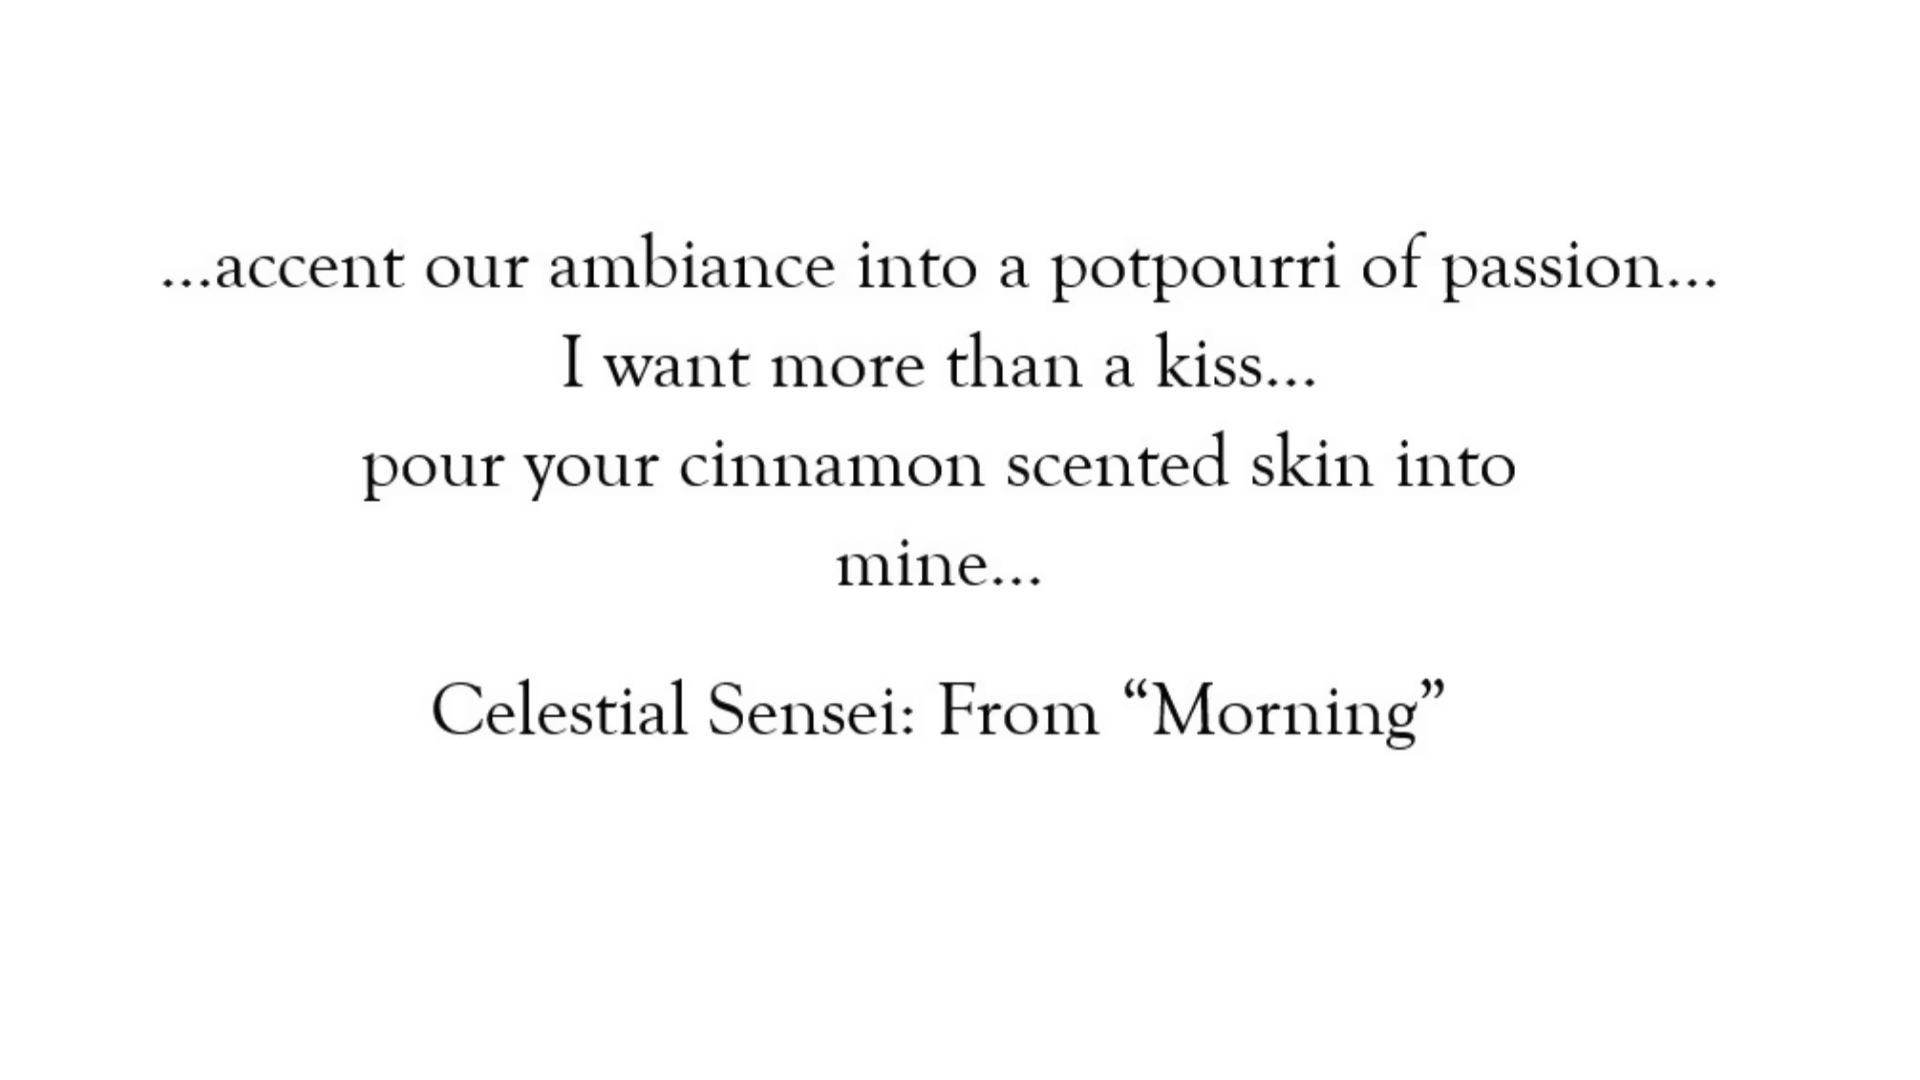 ...accent our ambiance into a potpourri of passion...
I want more than a kiss...
pour your cinnamon scented skin into
mine...
Celestial Sensei: From “Morning”